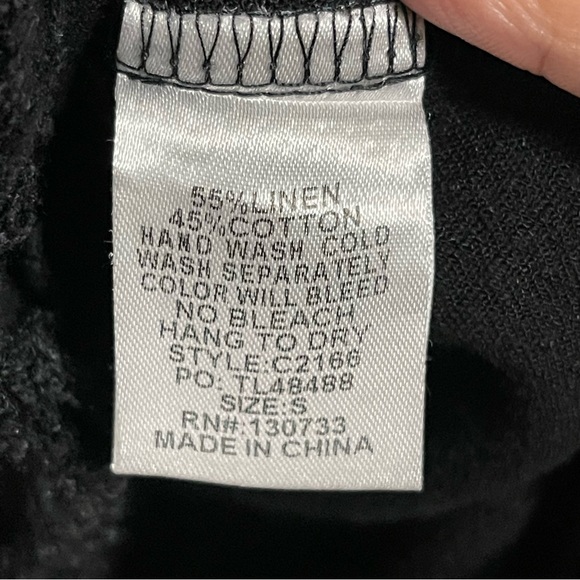 55% LINEN
45% COTTON
HAND WASH COLD
WASH SEPARATELY
COLOR WILL BLEED
NO BLEACH
HANG TO DRY
STYLE:C2166
PO: TL48488
SIZE:S
RN#:130733
MADE IN CHINA